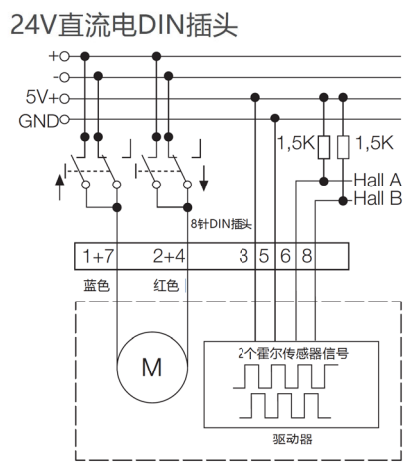 24V直流电DIN插头
+
-
5V+
GND
1,5K 1,5K
Hall A
Hall B
8针DIN插头
1+7 2+4 3 5 6 8
蓝色 红色
M
2个霍尔传感器信号
驱动器